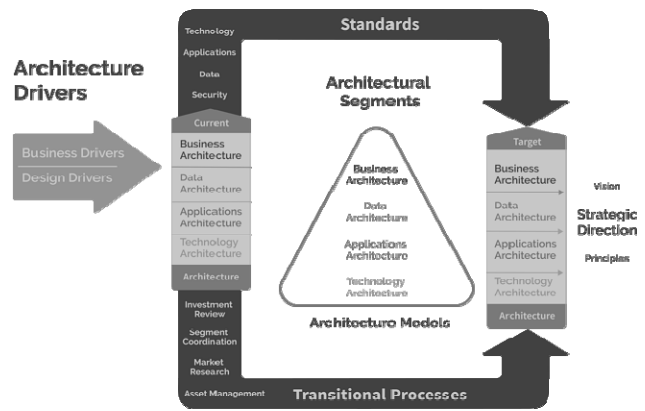 Standards
Technology
Applications
Data
Security
Architecture
Drivers
Business Drivers
Design Drivers
Current
Business
Architecture
Data
Architecture
Applications
Architecture
Technology
Architecture
Architecture
Investment
Review
Segment
Coordination
Market
Research
Asset Management
Architectural
Segments
Business
Architecture
Data
Architecture
Applications
Architecture
Technology
Architecture
Architecture Models
Target
Business
Architecture
Data
Architecture
Applications
Architecture
Technology
Architecture
Architecture
Vision
Strategic
Direction
Principles
Transitional Processes